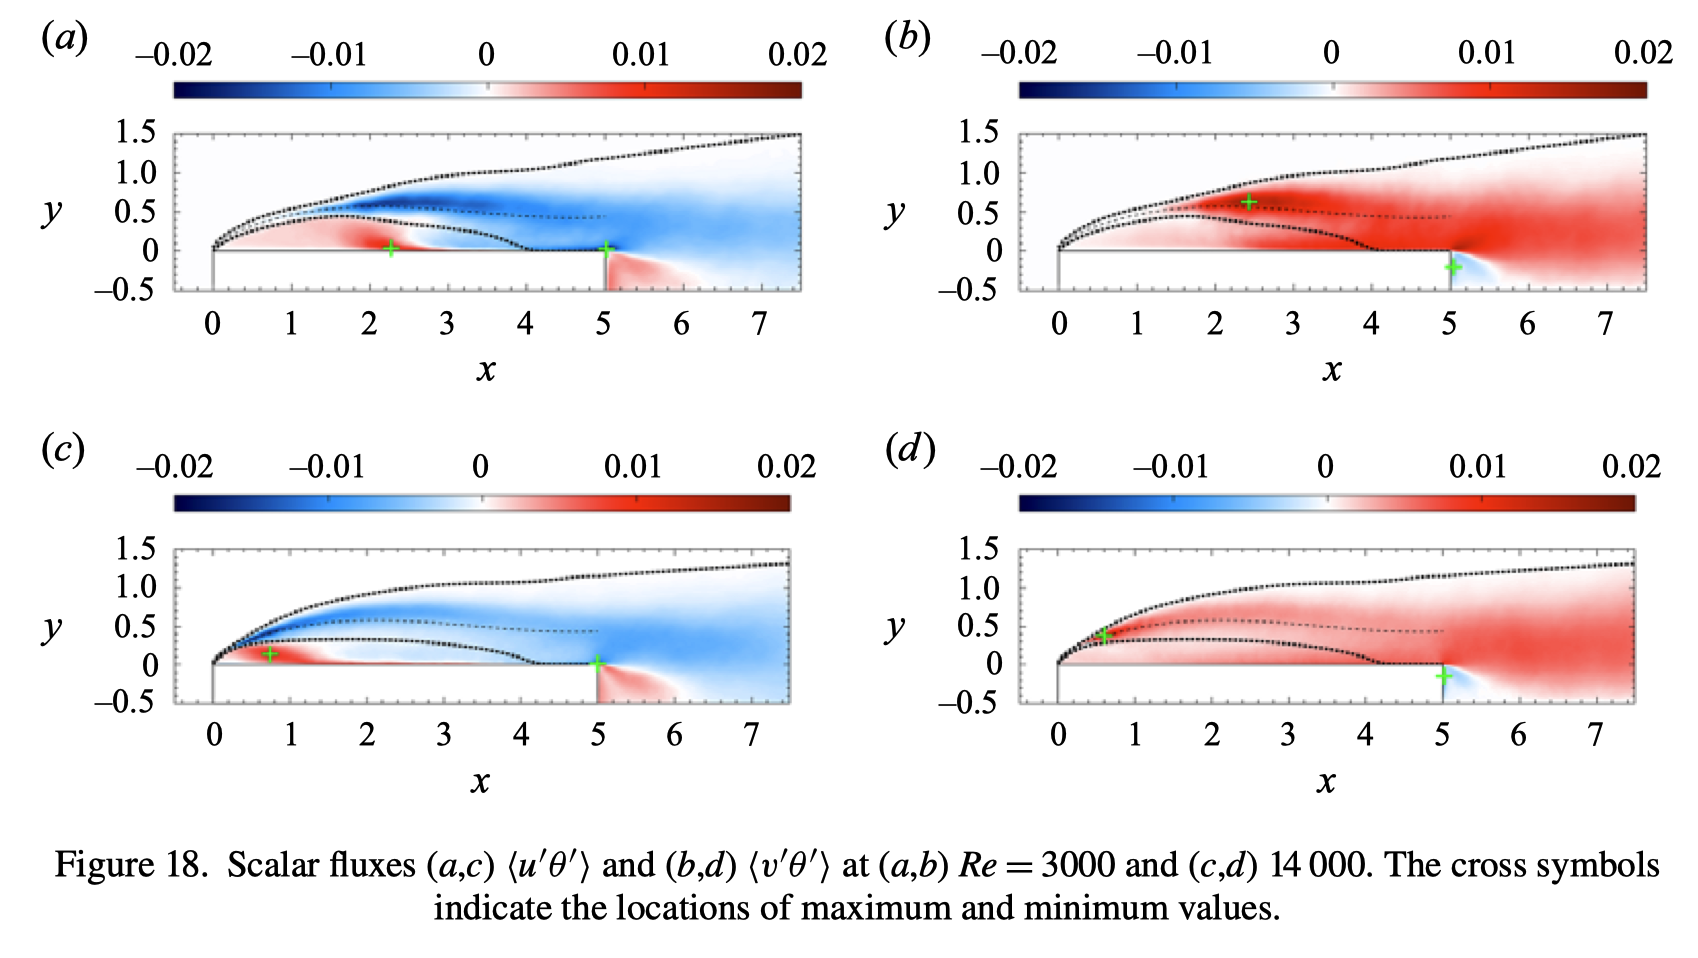 (a)
−0.02 −0.01 0 0.01 0.02
1.5
1.0
y 0.5
0
−0.5
0 1 2 3 4 5 6 7
x
(b)
−0.02 −0.01 0 0.01 0.02
1.5
1.0
y 0.5
0
−0.5
0 1 2 3 4 5 6 7
x
(c)
−0.02 −0.01 0 0.01 0.02
1.5
1.0
y 0.5
0
−0.5
0 1 2 3 4 5 6 7
x
(d)
−0.02 −0.01 0 0.01 0.02
1.5
1.0
y 0.5
0
−0.5
0 1 2 3 4 5 6 7
x
Figure 18. Scalar fluxes (a,c) ⟨u′θ′⟩ and (b,d) ⟨v′θ′⟩ at (a,b) Re = 3000 and (c,d) 14 000. The cross symbols
indicate the locations of maximum and minimum values.